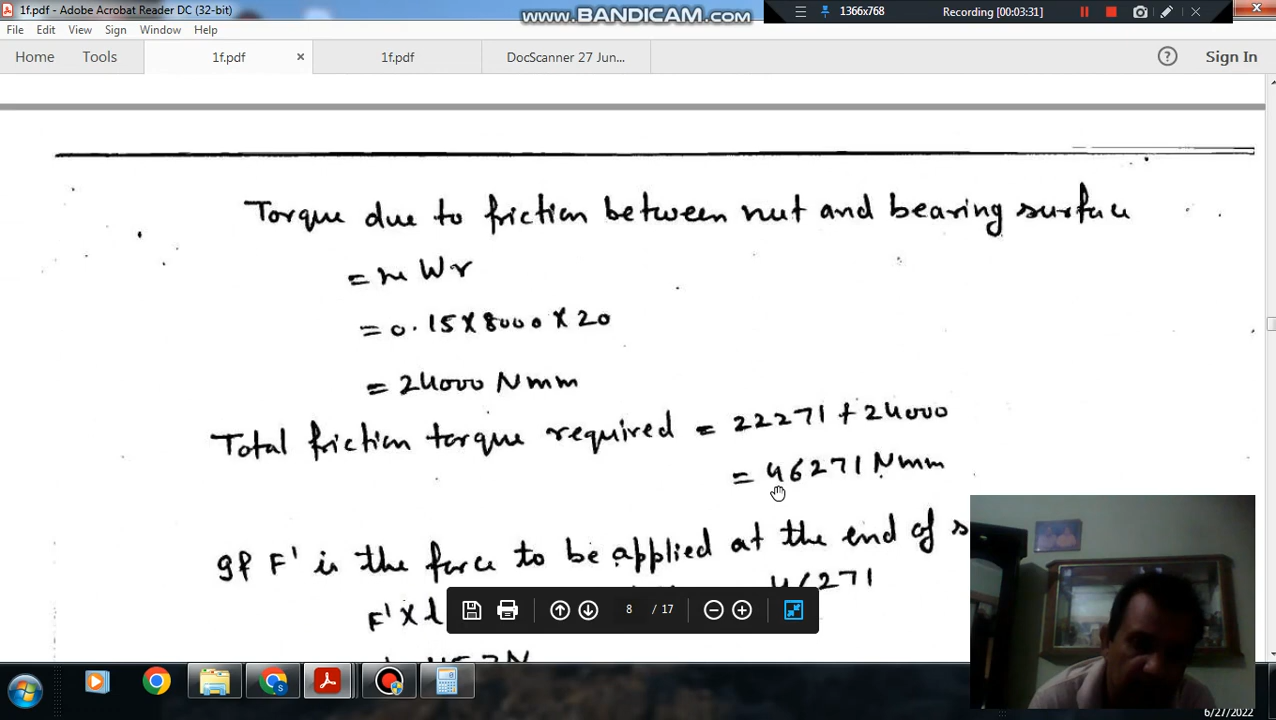 1f.pdf - Adobe Acrobat Reader DC (32-bit)
www.BANDICAM.com
1366x768
Recording [00:03:31]
File Edit View Sign Window Help
Home Tools 1f.pdf 1f.pdf DocScanner 27 Jun... Sign In
Torque due to friction between nut and bearing surface
= μ W r
= 0.15 X 8000 X 20
= 24000 Nmm
Total friction torque required = 22271 + 24000
= 46271 Nmm
If F' is the force to be applied at the end of s
F' X l 46271
8 / 17
6/27/2022